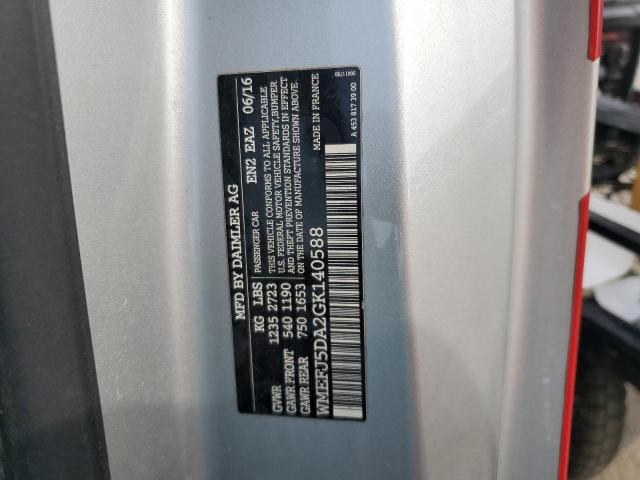 MFD BY DAIMLER AG
KG LBS PASSENGER CAR EN2 EAZ 06/16
GVWR 1235 2723 THIS VEHICLE CONFORMS TO ALL APPLICABLE
U.S. FEDERAL MOTOR VEHICLE SAFETY,BUMPER
GAWR FRONT 540 1190 AND THEFT PREVENTION STANDARDS IN EFFECT
GAWR REAR 750 1653 ON THE DATE OF MANUFACTURE SHOWN ABOVE.
WMEFJ5DA2GK140588 MADE IN FRANCE
A 453 817 39 00